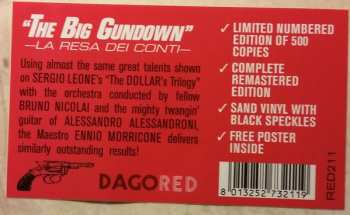 "THE BIG GUNDOWN"
—LA RESA DEI CONTI—
Using almost the same great talents shown
on SERGIO LEONE's "The DOLLAR's Trilogy"
with the orchestra conducted by fellow
BRUNO NICOLAI and the mighty twangin'
guitar of ALESSANDRO ALESSANDRONI,
the Maestro ENNIO MORRICONE delivers
similarly outstanding results!
DAGORED
✓ LIMITED NUMBERED
EDITION OF 500
COPIES
✓ COMPLETE
REMASTERED
EDITION
✓ SAND VINYL WITH
BLACK SPECKLES
✓ FREE POSTER
INSIDE
8 013252 732119
RED211